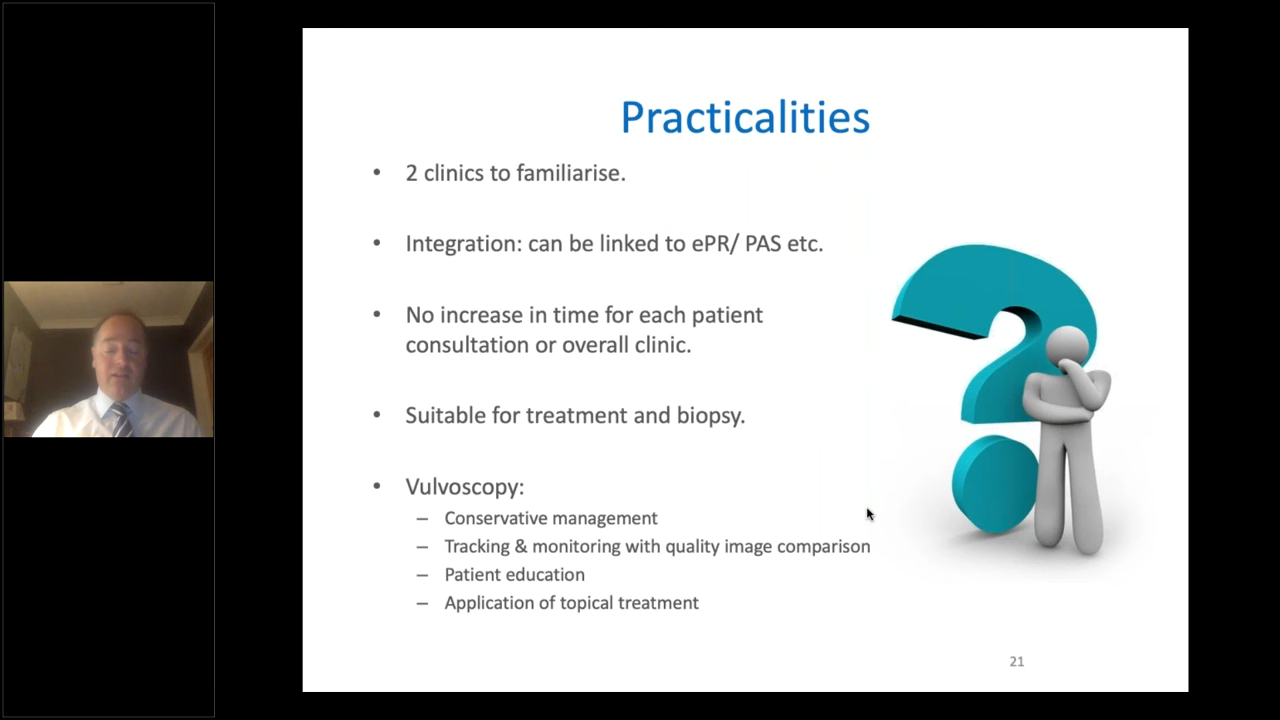 Practicalities
• 2 clinics to familiarise.
• Integration: can be linked to ePR/ PAS etc.
• No increase in time for each patient
consultation or overall clinic.
• Suitable for treatment and biopsy.
• Vulvoscopy:
– Conservative management
– Tracking & monitoring with quality image comparison
– Patient education
– Application of topical treatment
21